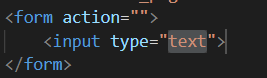 <form action="">
<input type="text">
</form>